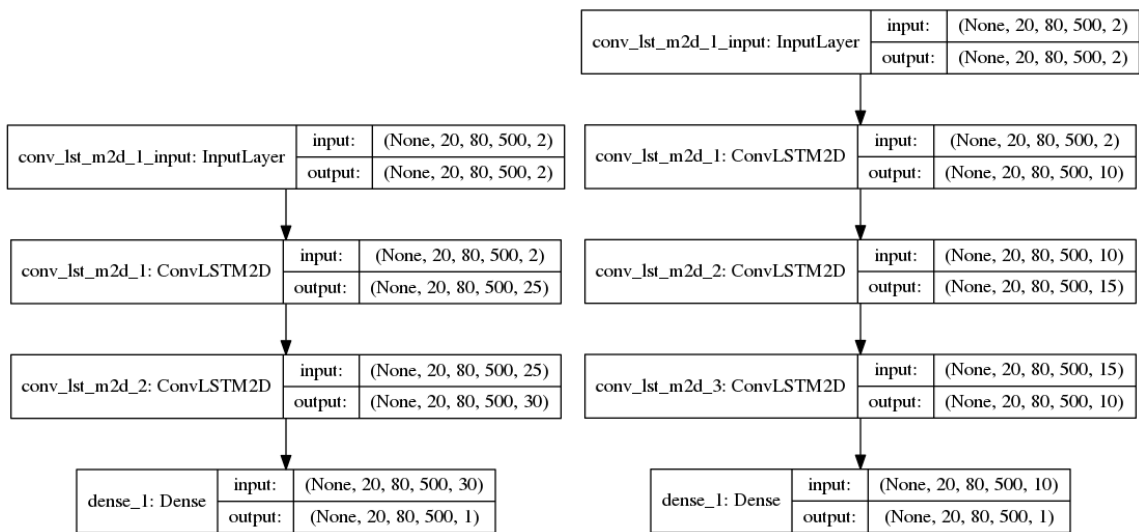 conv_lst_m2d_1_input: InputLayer
input: (None, 20, 80, 500, 2)
output: (None, 20, 80, 500, 2)
conv_lst_m2d_1: ConvLSTM2D
input: (None, 20, 80, 500, 2)
output: (None, 20, 80, 500, 25)
conv_lst_m2d_2: ConvLSTM2D
input: (None, 20, 80, 500, 25)
output: (None, 20, 80, 500, 30)
dense_1: Dense
input: (None, 20, 80, 500, 30)
output: (None, 20, 80, 500, 1)
conv_lst_m2d_1_input: InputLayer
input: (None, 20, 80, 500, 2)
output: (None, 20, 80, 500, 2)
conv_lst_m2d_1: ConvLSTM2D
input: (None, 20, 80, 500, 2)
output: (None, 20, 80, 500, 10)
conv_lst_m2d_2: ConvLSTM2D
input: (None, 20, 80, 500, 10)
output: (None, 20, 80, 500, 15)
conv_lst_m2d_3: ConvLSTM2D
input: (None, 20, 80, 500, 15)
output: (None, 20, 80, 500, 10)
dense_1: Dense
input: (None, 20, 80, 500, 10)
output: (None, 20, 80, 500, 1)